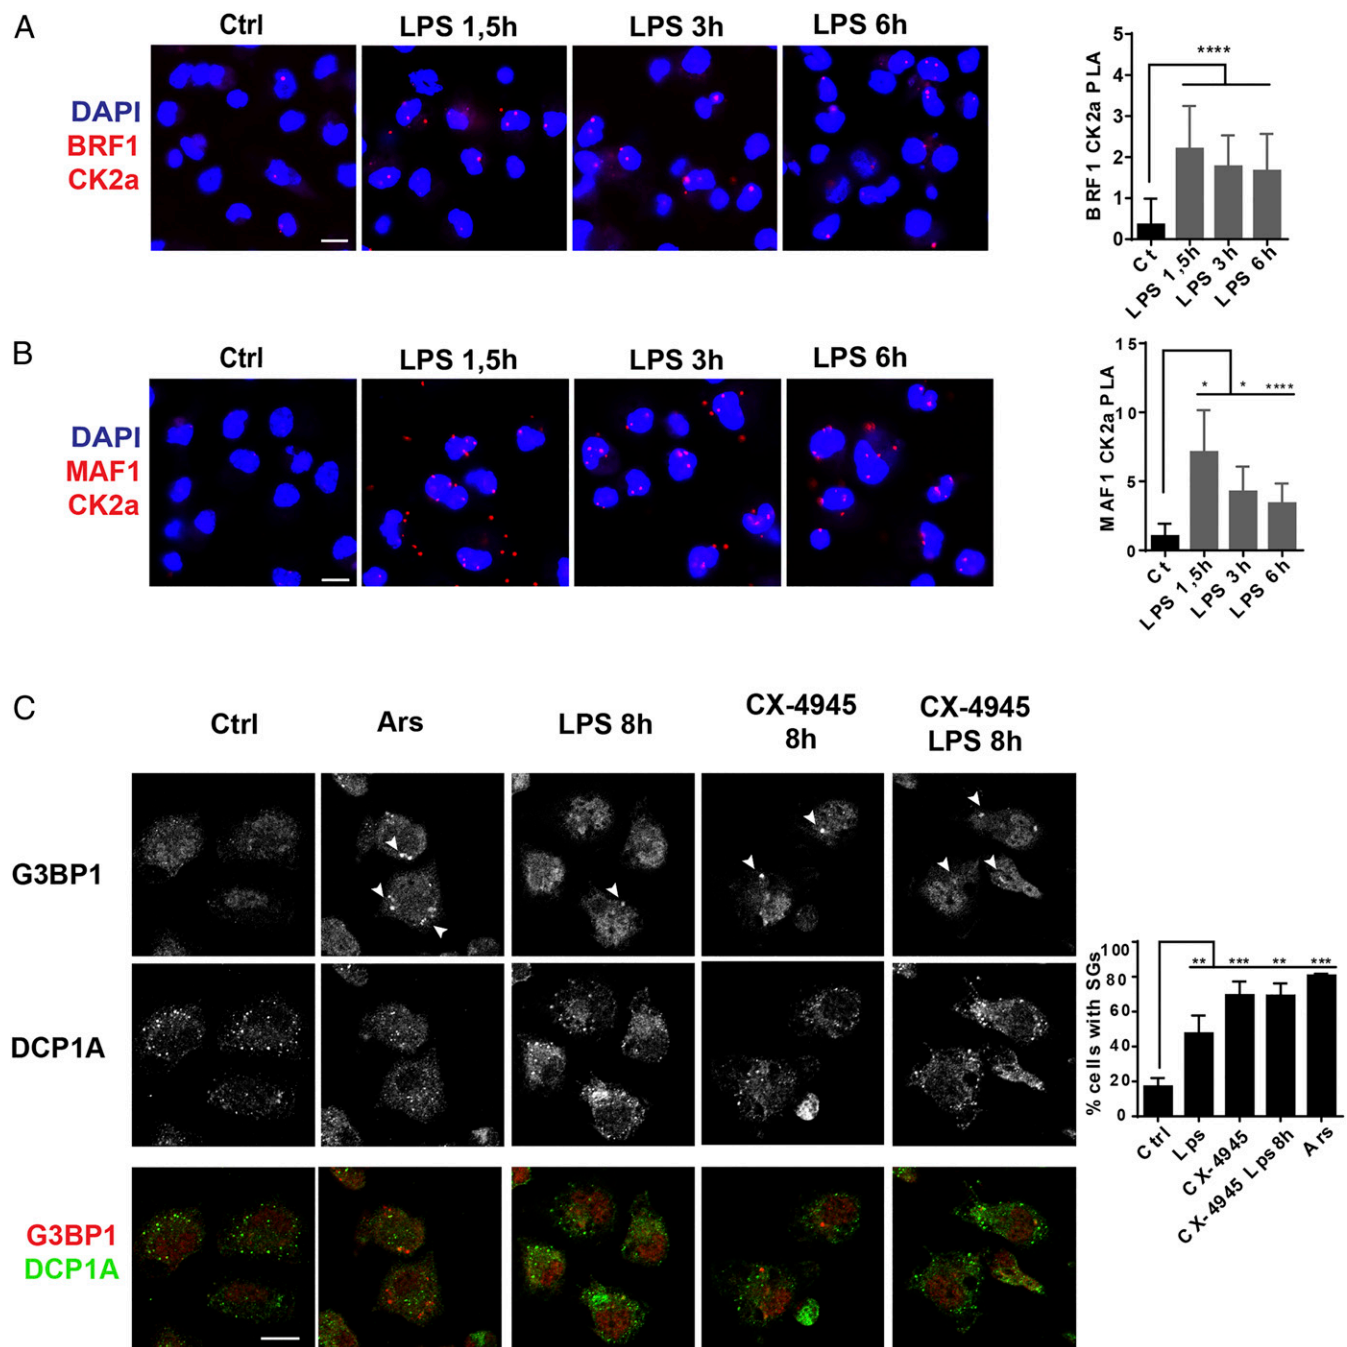 A
Ctrl
LPS 1,5h
LPS 3h
LPS 6h
DAPI
BRF1
CK2a
BRF1 CK2a PLA
5
4
3
2
1
0
****
Ct
LPS 1,5h
LPS 3h
LPS 6h
B
Ctrl
LPS 1,5h
LPS 3h
LPS 6h
DAPI
MAF1
CK2a
MAF1 CK2a PLA
15
10
5
0
* * ****
Ct
LPS 1,5h
LPS 3h
LPS 6h
C
Ctrl
Ars
LPS 8h
CX-4945
8h
CX-4945
LPS 8h
G3BP1
DCP1A
G3BP1
DCP1A
% cells with SGs
100
80
60
40
20
0
** *** ** ***
Ctrl
Lps
CX-4945
CX-4945 Lps8h
Ars